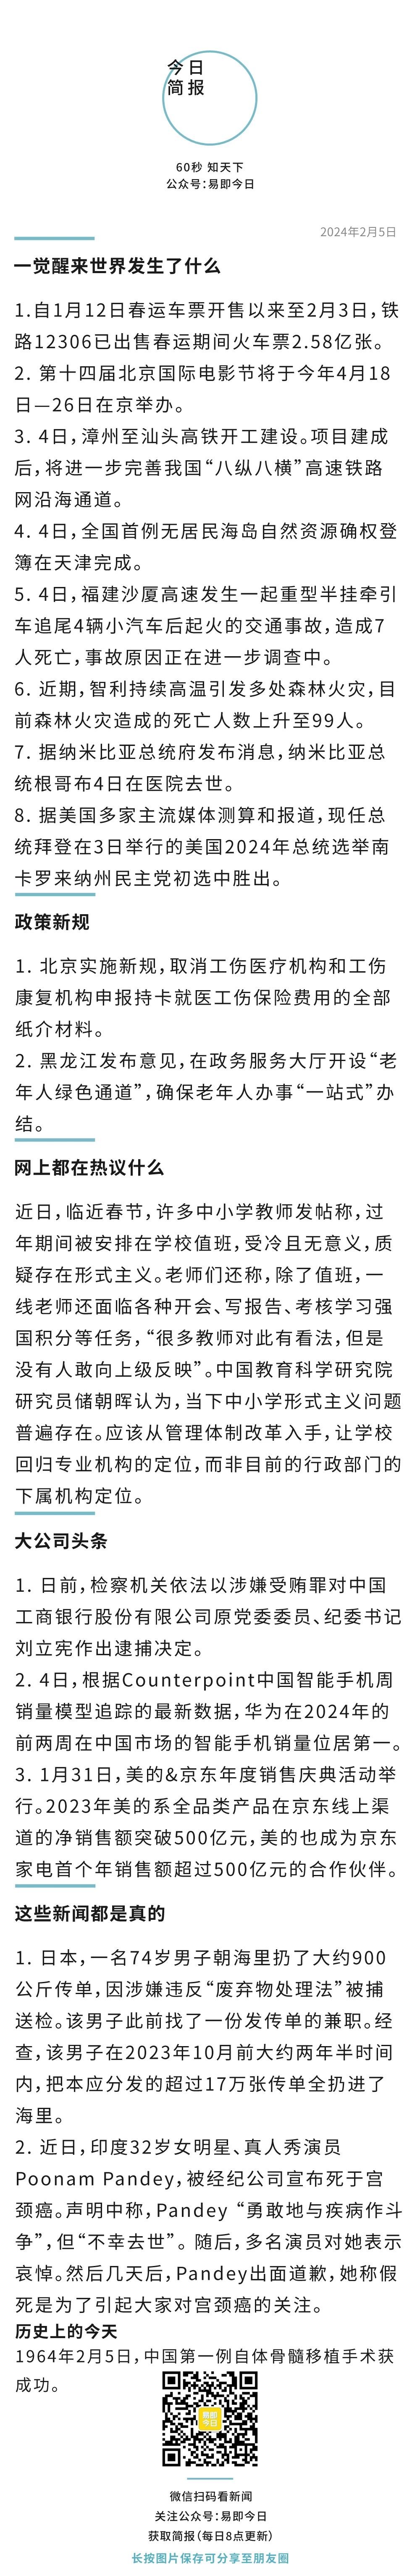 今日
简报
60秒 知天下
公众号：易即今日
2024年2月5日
一觉醒来世界发生了什么
1.自1月12日春运车票开售以来至2月3日，铁
路12306已出售春运期间火车票2.58亿张。
2. 第十四届北京国际电影节将于今年4月18
日—26日在京举办。
3. 4日，漳州至汕头高铁开工建设。项目建成
后，将进一步完善我国“八纵八横”高速铁路
网沿海通道。
4. 4日，全国首例无居民海岛自然资源确权登
簿在天津完成。
5. 4日，福建沙厦高速发生一起重型半挂牵引
车追尾4辆小汽车后起火的交通事故，造成7
人死亡，事故原因正在进一步调查中。
6. 近期，智利持续高温引发多处森林火灾，目
前森林火灾造成的死亡人数上升至99人。
7. 据纳米比亚总统府发布消息，纳米比亚总
统根哥布4日在医院去世。
8. 据美国多家主流媒体测算和报道，现任总
统拜登在3日举行的美国2024年总统选举南
卡罗来纳州民主党初选中胜出。
政策新规
1. 北京实施新规，取消工伤医疗机构和工伤
康复机构申报持卡就医工伤保险费用的全部
纸介材料。
2. 黑龙江发布意见，在政务服务大厅开设“老
年人绿色通道”，确保老年人办事“一站式”办
结。
网上都在热议什么
近日，临近春节，许多中小学教师发帖称，过
年期间被安排在学校值班，受冷且无意义，质
疑存在形式主义。老师们还称，除了值班，一
线老师还面临各种开会、写报告、考核学习强
国积分等任务，“很多教师对此有看法，但是
没有人敢向上级反映”。中国教育科学研究院
研究员储朝晖认为，当下中小学形式主义问题
普遍存在。应该从管理体制改革入手，让学校
回归专业机构的定位，而非目前的行政部门的
下属机构定位。
大公司头条
1. 日前，检察机关依法以涉嫌受贿罪对中国
工商银行股份有限公司原党委委员、纪委书记
刘立宪作出逮捕决定。
2. 4日，根据Counterpoint中国智能手机周
销量模型追踪的最新数据，华为在2024年的
前两周在中国市场的智能手机销量位居第一。
3. 1月31日，美的&京东年度销售庆典活动举
行。2023年美的系全品类产品在京东线上渠
道的净销售额突破500亿元，美的也成为京东
家电首个年销售额超过500亿元的合作伙伴。
这些新闻都是真的
1. 日本，一名74岁男子朝海里扔了大约900
公斤传单，因涉嫌违反“废弃物处理法”被捕
送检。该男子此前找了一份发传单的兼职。经
查，该男子在2023年10月前大约两年半时间
内，把本应分发的超过17万张传单全扔进了
海里。
2. 近日，印度32岁女明星、真人秀演员
Poonam Pandey，被经纪公司宣布死于宫
颈癌。声明中称，Pandey “勇敢地与疾病作斗
争”，但“不幸去世”。随后，多名演员对她表示
哀悼。然后几天后，Pandey出面道歉，她称假
死是为了引起大家对宫颈癌的关注。
历史上的今天
1964年2月5日，中国第一例自体骨髓移植手术获
成功。
易即
今日
微信扫码看新闻
关注公众号：易即今日
获取简报（每日8点更新）
长按图片保存可分享至朋友圈